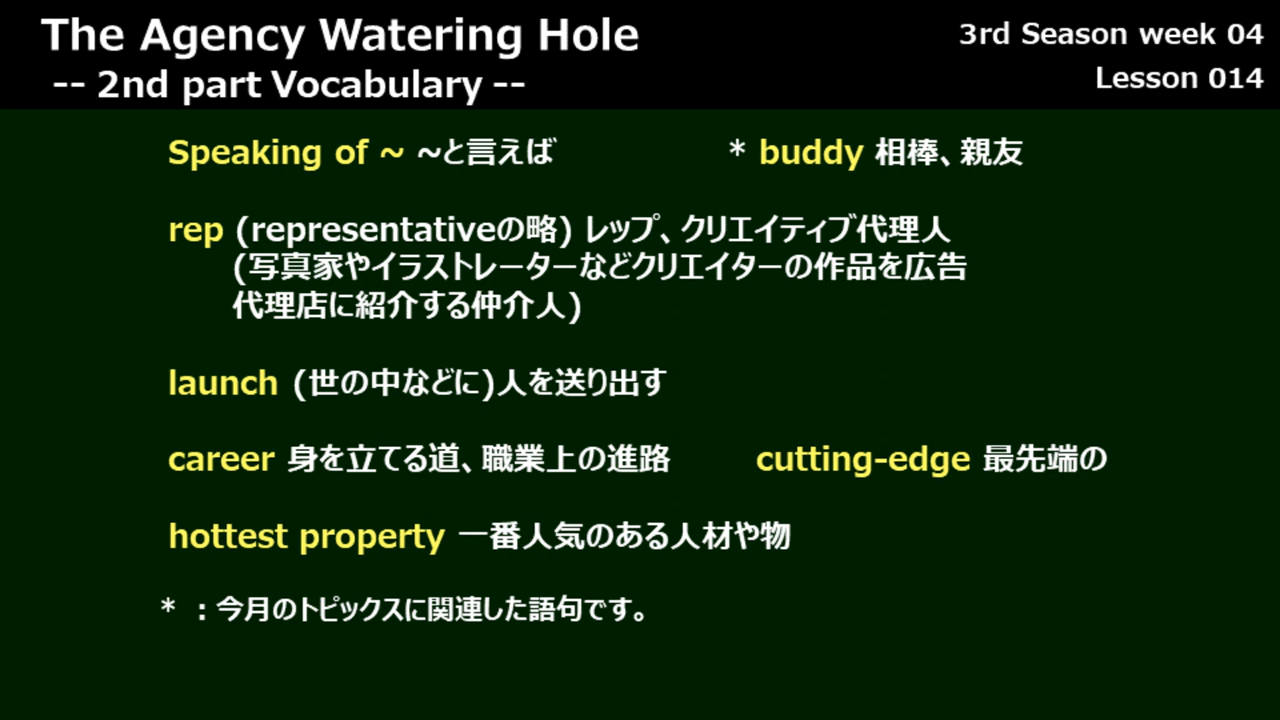 The Agency Watering Hole
3rd Season week 04
-- 2nd part Vocabulary --
Lesson 014
Speaking of ~ ~と言えば
* buddy 相棒、親友
rep (representativeの略) レップ、クリエイティブ代理人
(写真家やイラストレーターなどクリエイターの作品を広告
代理店に紹介する仲介人)
launch (世の中などに)人を送り出す
career 身を立てる道、職業上の進路
cutting-edge 最先端の
hottest property 一番人気のある人材や物
* : 今月のトピックスに関連した語句です。